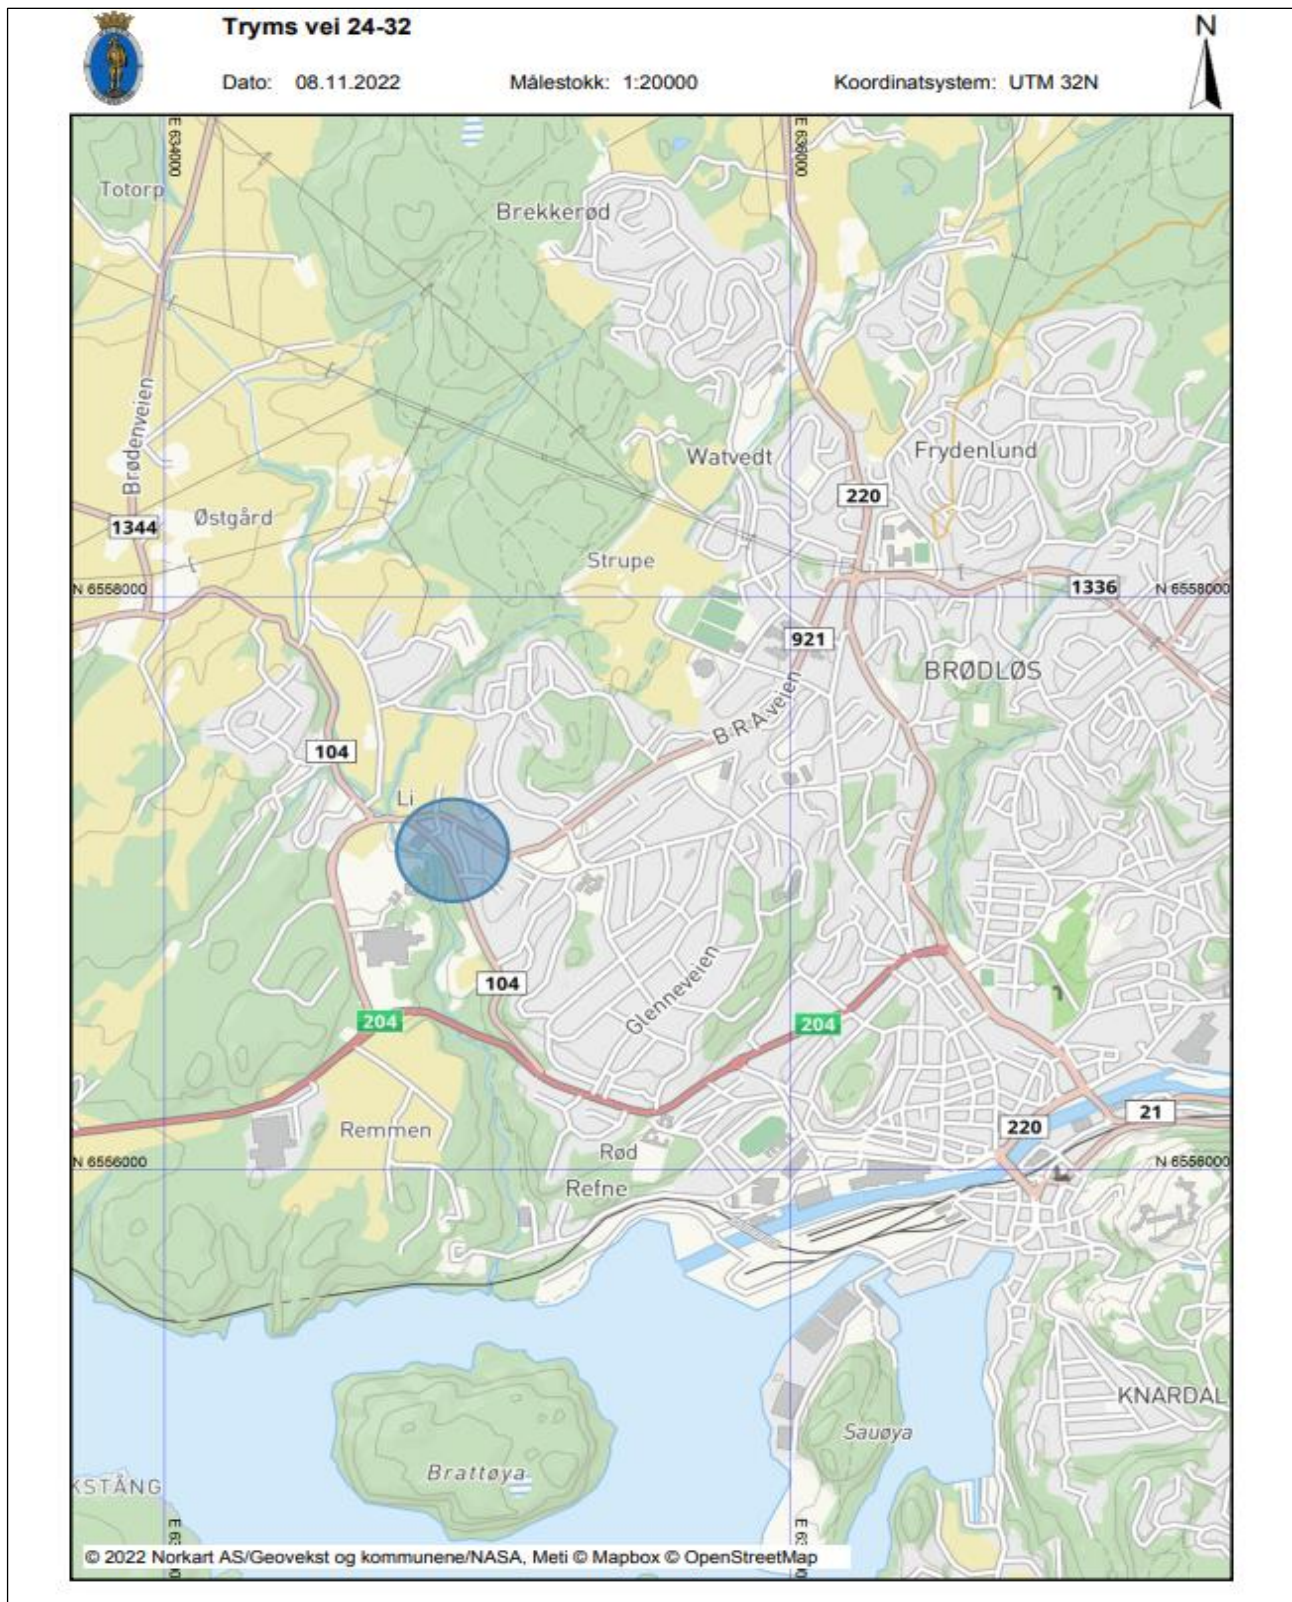 Tryms vei 24-32
N
Dato: 08.11.2022 Målestokk: 1:20000 Koordinatsystem: UTM 32N
E 634000
E 636000
Totorp
Brekkerød
Brødenveien
Watvedt
Frydenlund
220
Østgård
1344
Strupe
N 6558000
1336
N 6558000
921
BRØDLØS
B R A veien
104
Li
Glenneveien
104
204
204
21
220
Remmen
Rød
N 6556000
N 6556000
Refne
KNARDAL
Sauøya
Brattøya
KSTÅNG
© 2022 Norkart AS/Geovekst og kommunene/NASA, Meti © Mapbox © OpenStreetMap